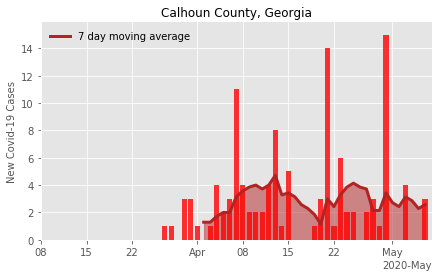 Calhoun County, Georgia
7 day moving average
New Covid-19 Cases
14
12
10
8
6
4
2
0
08 15 22 Apr 08 15 22 May
2020-May